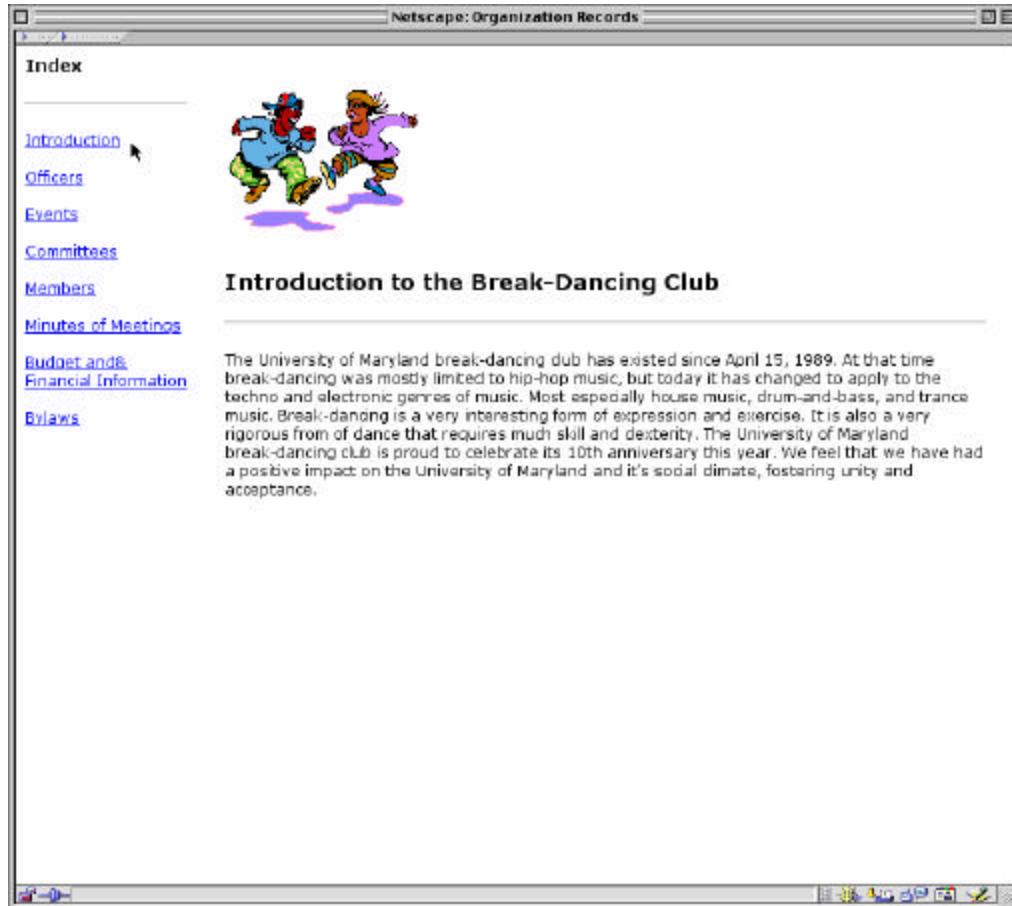 Netscape: Organization Records
Index
Introduction
Officers
Events
Committees
Members
Minutes of Meetings
Budget and&
Financial Information
Bylaws
Introduction to the Break-Dancing Club
The University of Maryland break-dancing club has existed since April 15, 1989. At that time
break-dancing was mostly limited to hip-hop music, but today it has changed to apply to the
techno and electronic genres of music. Most especially house music, drum-and-bass, and trance
music. Break-dancing is a very interesting form of expression and exercise. It is also a very
rigorous from of dance that requires much skill and dexterity. The University of Maryland
break-dancing club is proud to celebrate its 10th anniversary this year. We feel that we have had
a positive impact on the University of Maryland and it's social climate, fostering unity and
acceptance.